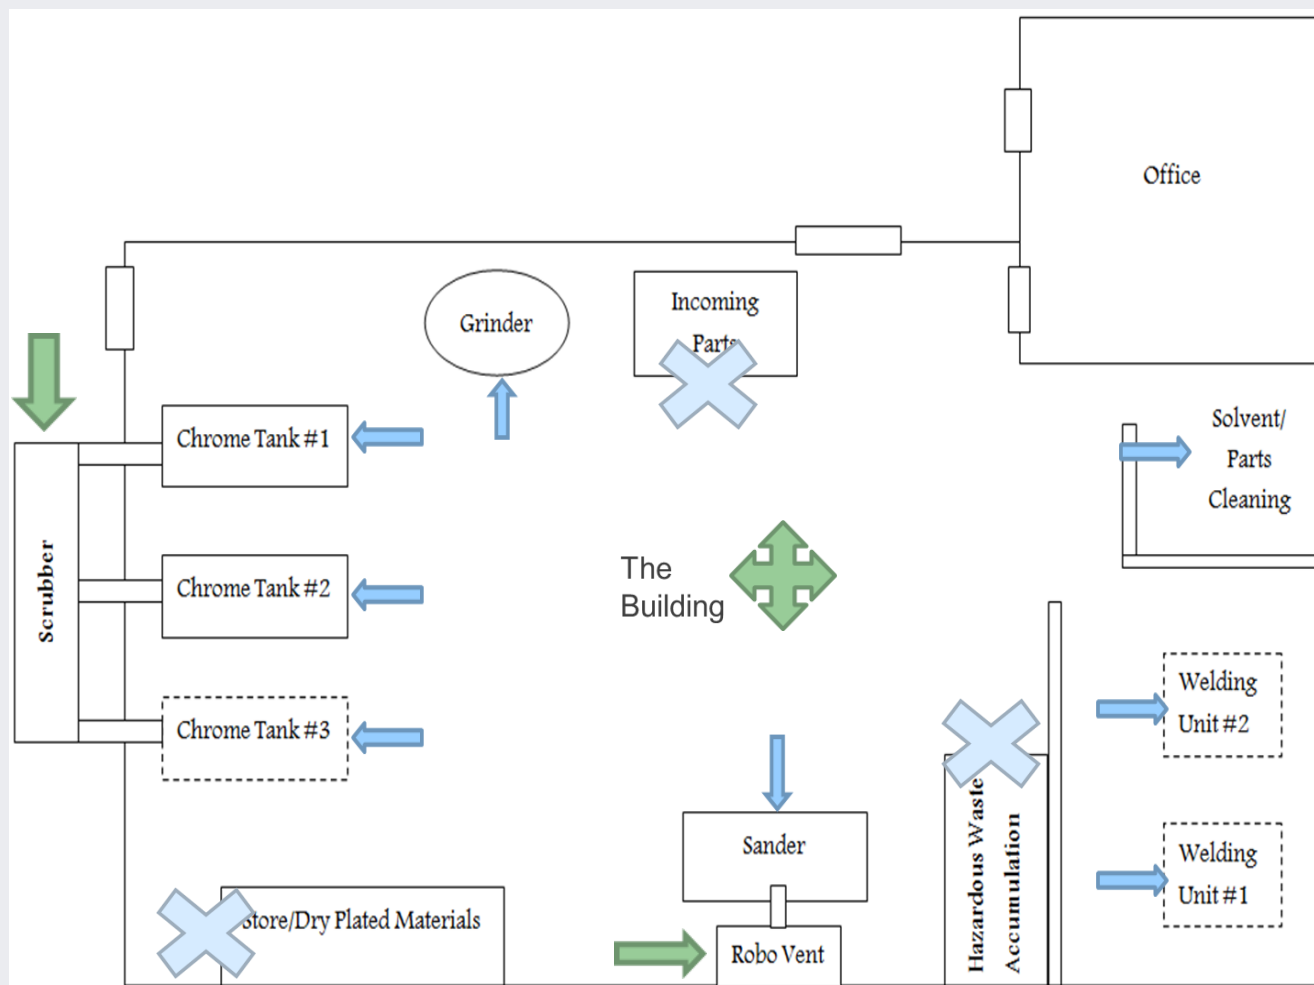 Office
Grinder
Incoming
Parts
Chrome Tank #1
Solvent/
Parts
Cleaning
Scrubber
Chrome Tank #2
The
Building
Chrome Tank #3
Welding
Unit #2
Sander
Hazardous Waste
Accumulation
Welding
Unit #1
Store/Dry Plated Materials
Robo Vent